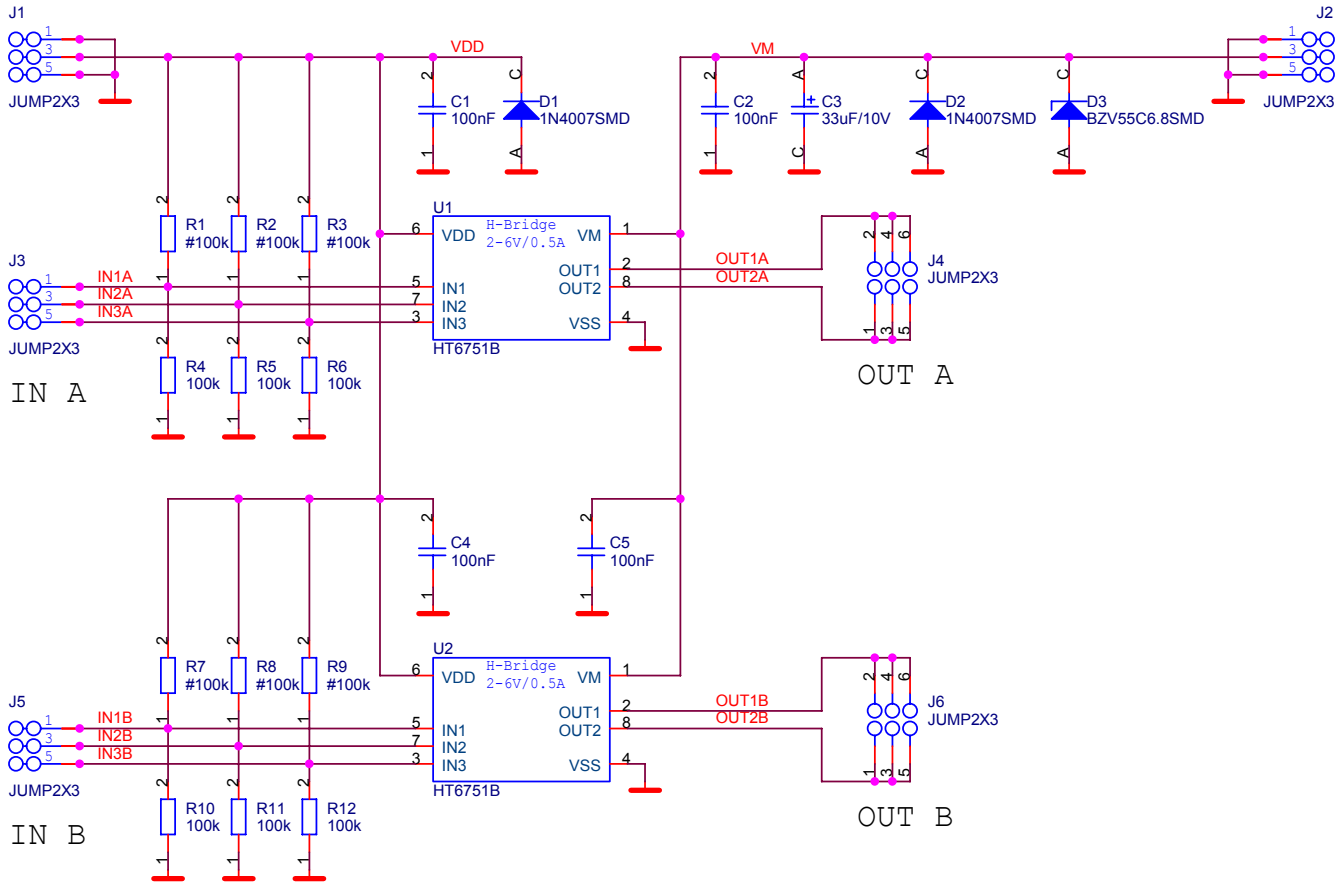 J1
1
3
5
JUMP2X3
VDD
2
C1
100nF
1
C
D1
1N4007SMD
A
VM
2
C2
100nF
1
A
+
C3
33uF/10V
C
C
D2
1N4007SMD
A
C
D3
BZV55C6.8SMD
A
J2
1
3
5
JUMP2X3
2
R1
#100k
1
2
R2
#100k
1
2
R3
#100k
1
J3
1
3
5
JUMP2X3
IN A
IN1A
IN2A
IN3A
2
R4
100k
1
2
R5
100k
1
2
R6
100k
1
U1
H-Bridge
2-6V/0.5A
6 VDD
5 IN1
7 IN2
3 IN3
VM 1
OUT1 2
OUT2 8
VSS 4
HT6751B
OUT1A
OUT2A
2 4 6
J4
JUMP2X3
1 3 5
OUT A
2
C4
100nF
1
2
C5
100nF
1
2
R7
#100k
1
2
R8
#100k
1
2
R9
#100k
1
J5
1
3
5
JUMP2X3
IN B
IN1B
IN2B
IN3B
2
R10
100k
1
2
R11
100k
1
2
R12
100k
1
U2
H-Bridge
2-6V/0.5A
6 VDD
5 IN1
7 IN2
3 IN3
VM 1
OUT1 2
OUT2 8
VSS 4
HT6751B
OUT1B
OUT2B
2 4 6
J6
JUMP2X3
1 3 5
OUT B